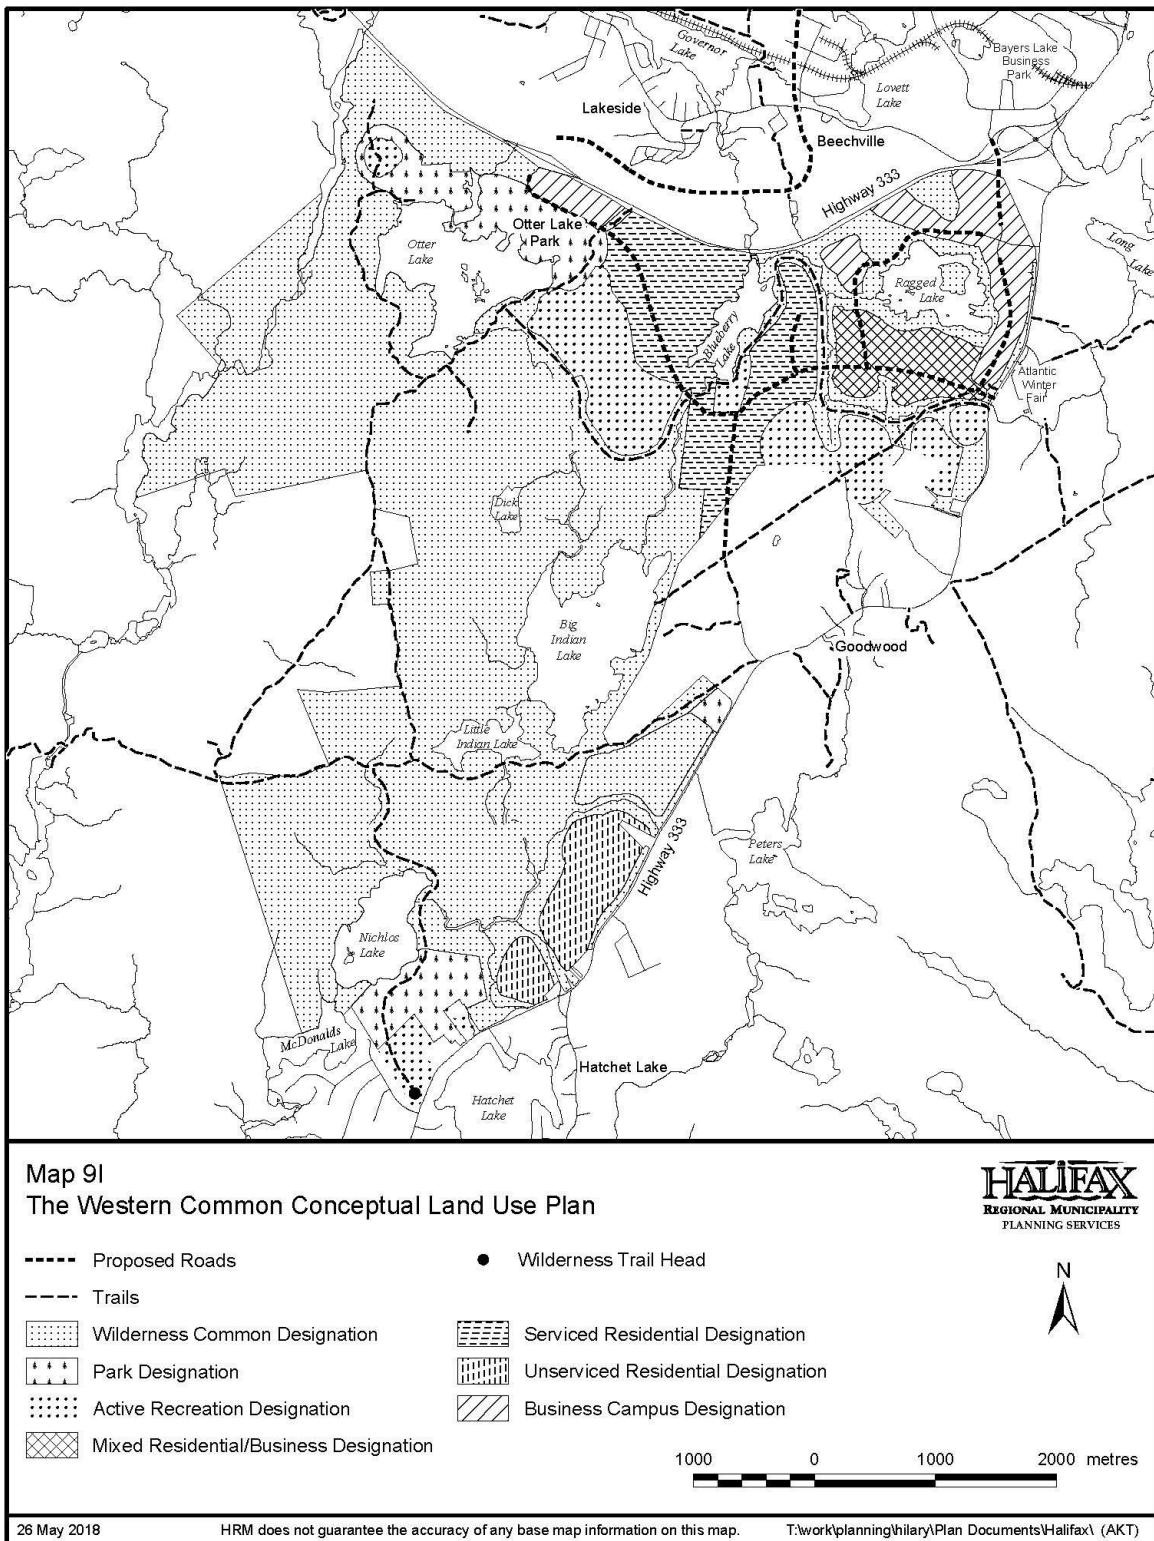 Governor
Lake
Bayers Lake
Business
Park
Lakeside
Lovett
Lake
Beechville
Highway 333
Otter Lake
Park
Otter
Lake
Long
Lake
Ragged
Lake
Blueberry
Lake
Atlantic
Winter
Fair
Dick
Lake
Big
Indian
Lake
Goodwood
Little
Indian Lake
Highway 333
Peters
Lake
Nichlos
Lake
McDonalds
Lake
Hatchet Lake
Hatchet
Lake
Map 9I
The Western Common Conceptual Land Use Plan
HALIFAX
REGIONAL MUNICIPALITY
PLANNING SERVICES
Proposed Roads
Wilderness Trail Head
Trails
N
Wilderness Common Designation
Serviced Residential Designation
Park Designation
Unserviced Residential Designation
Active Recreation Designation
Business Campus Designation
Mixed Residential/Business Designation
1000 0 1000 2000 metres
26 May 2018 HRM does not guarantee the accuracy of any base map information on this map. T:\work\planning\hilary\Plan Documents\Halifax\ (AKT)